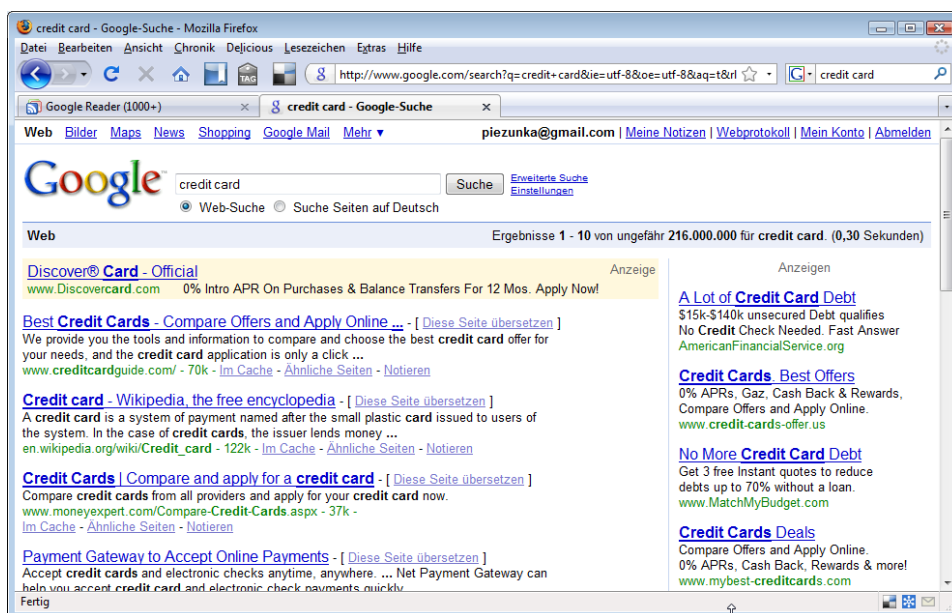 credit card - Google-Suche - Mozilla Firefox
Datei Bearbeiten Ansicht Chronik Delicious Lesezeichen Extras Hilfe
TAG
http://www.google.com/search?q=credit+card&ie=utf-8&oe=utf-8&aq=t&rl
credit card
Google Reader (1000+)
credit card - Google-Suche
Web Bilder Maps News Shopping Google Mail Mehr ▼
piezunka@gmail.com | Meine Notizen | Webprotokoll | Mein Konto | Abmelden
Google
credit card
Suche
Erweiterte Suche
Einstellungen
Web-Suche Suche Seiten auf Deutsch
Web
Ergebnisse 1 - 10 von ungefähr 216.000.000 für credit card. (0,30 Sekunden)
Discover® Card - Official
Anzeige
www.Discovercard.com 0% Intro APR On Purchases & Balance Transfers For 12 Mos. Apply Now!
Best Credit Cards - Compare Offers and Apply Online ... - [ Diese Seite übersetzen ]
We provide you the tools and information to compare and choose the best credit card offer for
your needs, and the credit card application is only a click ...
www.creditcardguide.com/ - 70k - Im Cache - Ähnliche Seiten - Notieren
Credit card - Wikipedia, the free encyclopedia - [ Diese Seite übersetzen ]
A credit card is a system of payment named after the small plastic card issued to users of
the system. In the case of credit cards, the issuer lends money ...
en.wikipedia.org/wiki/Credit_card - 122k - Im Cache - Ähnliche Seiten - Notieren
Credit Cards | Compare and apply for a credit card - [ Diese Seite übersetzen ]
Compare credit cards from all providers and apply for your credit card now.
www.moneyexpert.com/Compare-Credit-Cards.aspx - 37k -
Im Cache - Ähnliche Seiten - Notieren
Payment Gateway to Accept Online Payments - [ Diese Seite übersetzen ]
Accept credit cards and electronic checks anytime, anywhere. ... Net Payment Gateway can
help you accept credit card and electronic check payments quickly
Anzeigen
A Lot of Credit Card Debt
$15k-$140k unsecured Debt qualifies
No Credit Check Needed. Fast Answer
AmericanFinancialService.org
Credit Cards. Best Offers
0% APRs, Gaz, Cash Back & Rewards,
Compare Offers and Apply Online.
www.credit-cards-offer.us
No More Credit Card Debt
Get 3 free Instant quotes to reduce
debts up to 70% without a loan.
www.MatchMyBudget.com
Credit Cards Deals
Compare Offers and Apply Online.
0% APRs, Cash Back, Rewards & more!
www.mybest-creditcards.com
Fertig